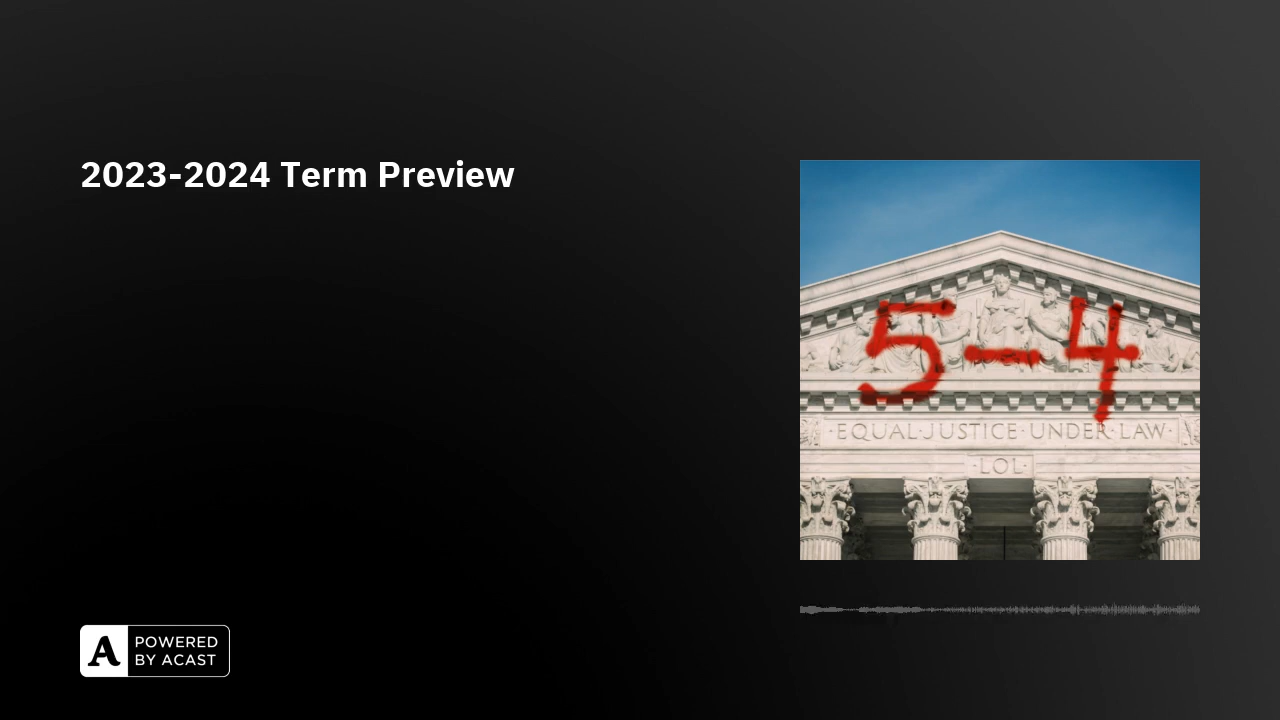 2023-2024 Term Preview
5-4
·EQUAL·JUSTICE·UNDER·LAW·
·LOL·
A
POWERED
BY ACAST